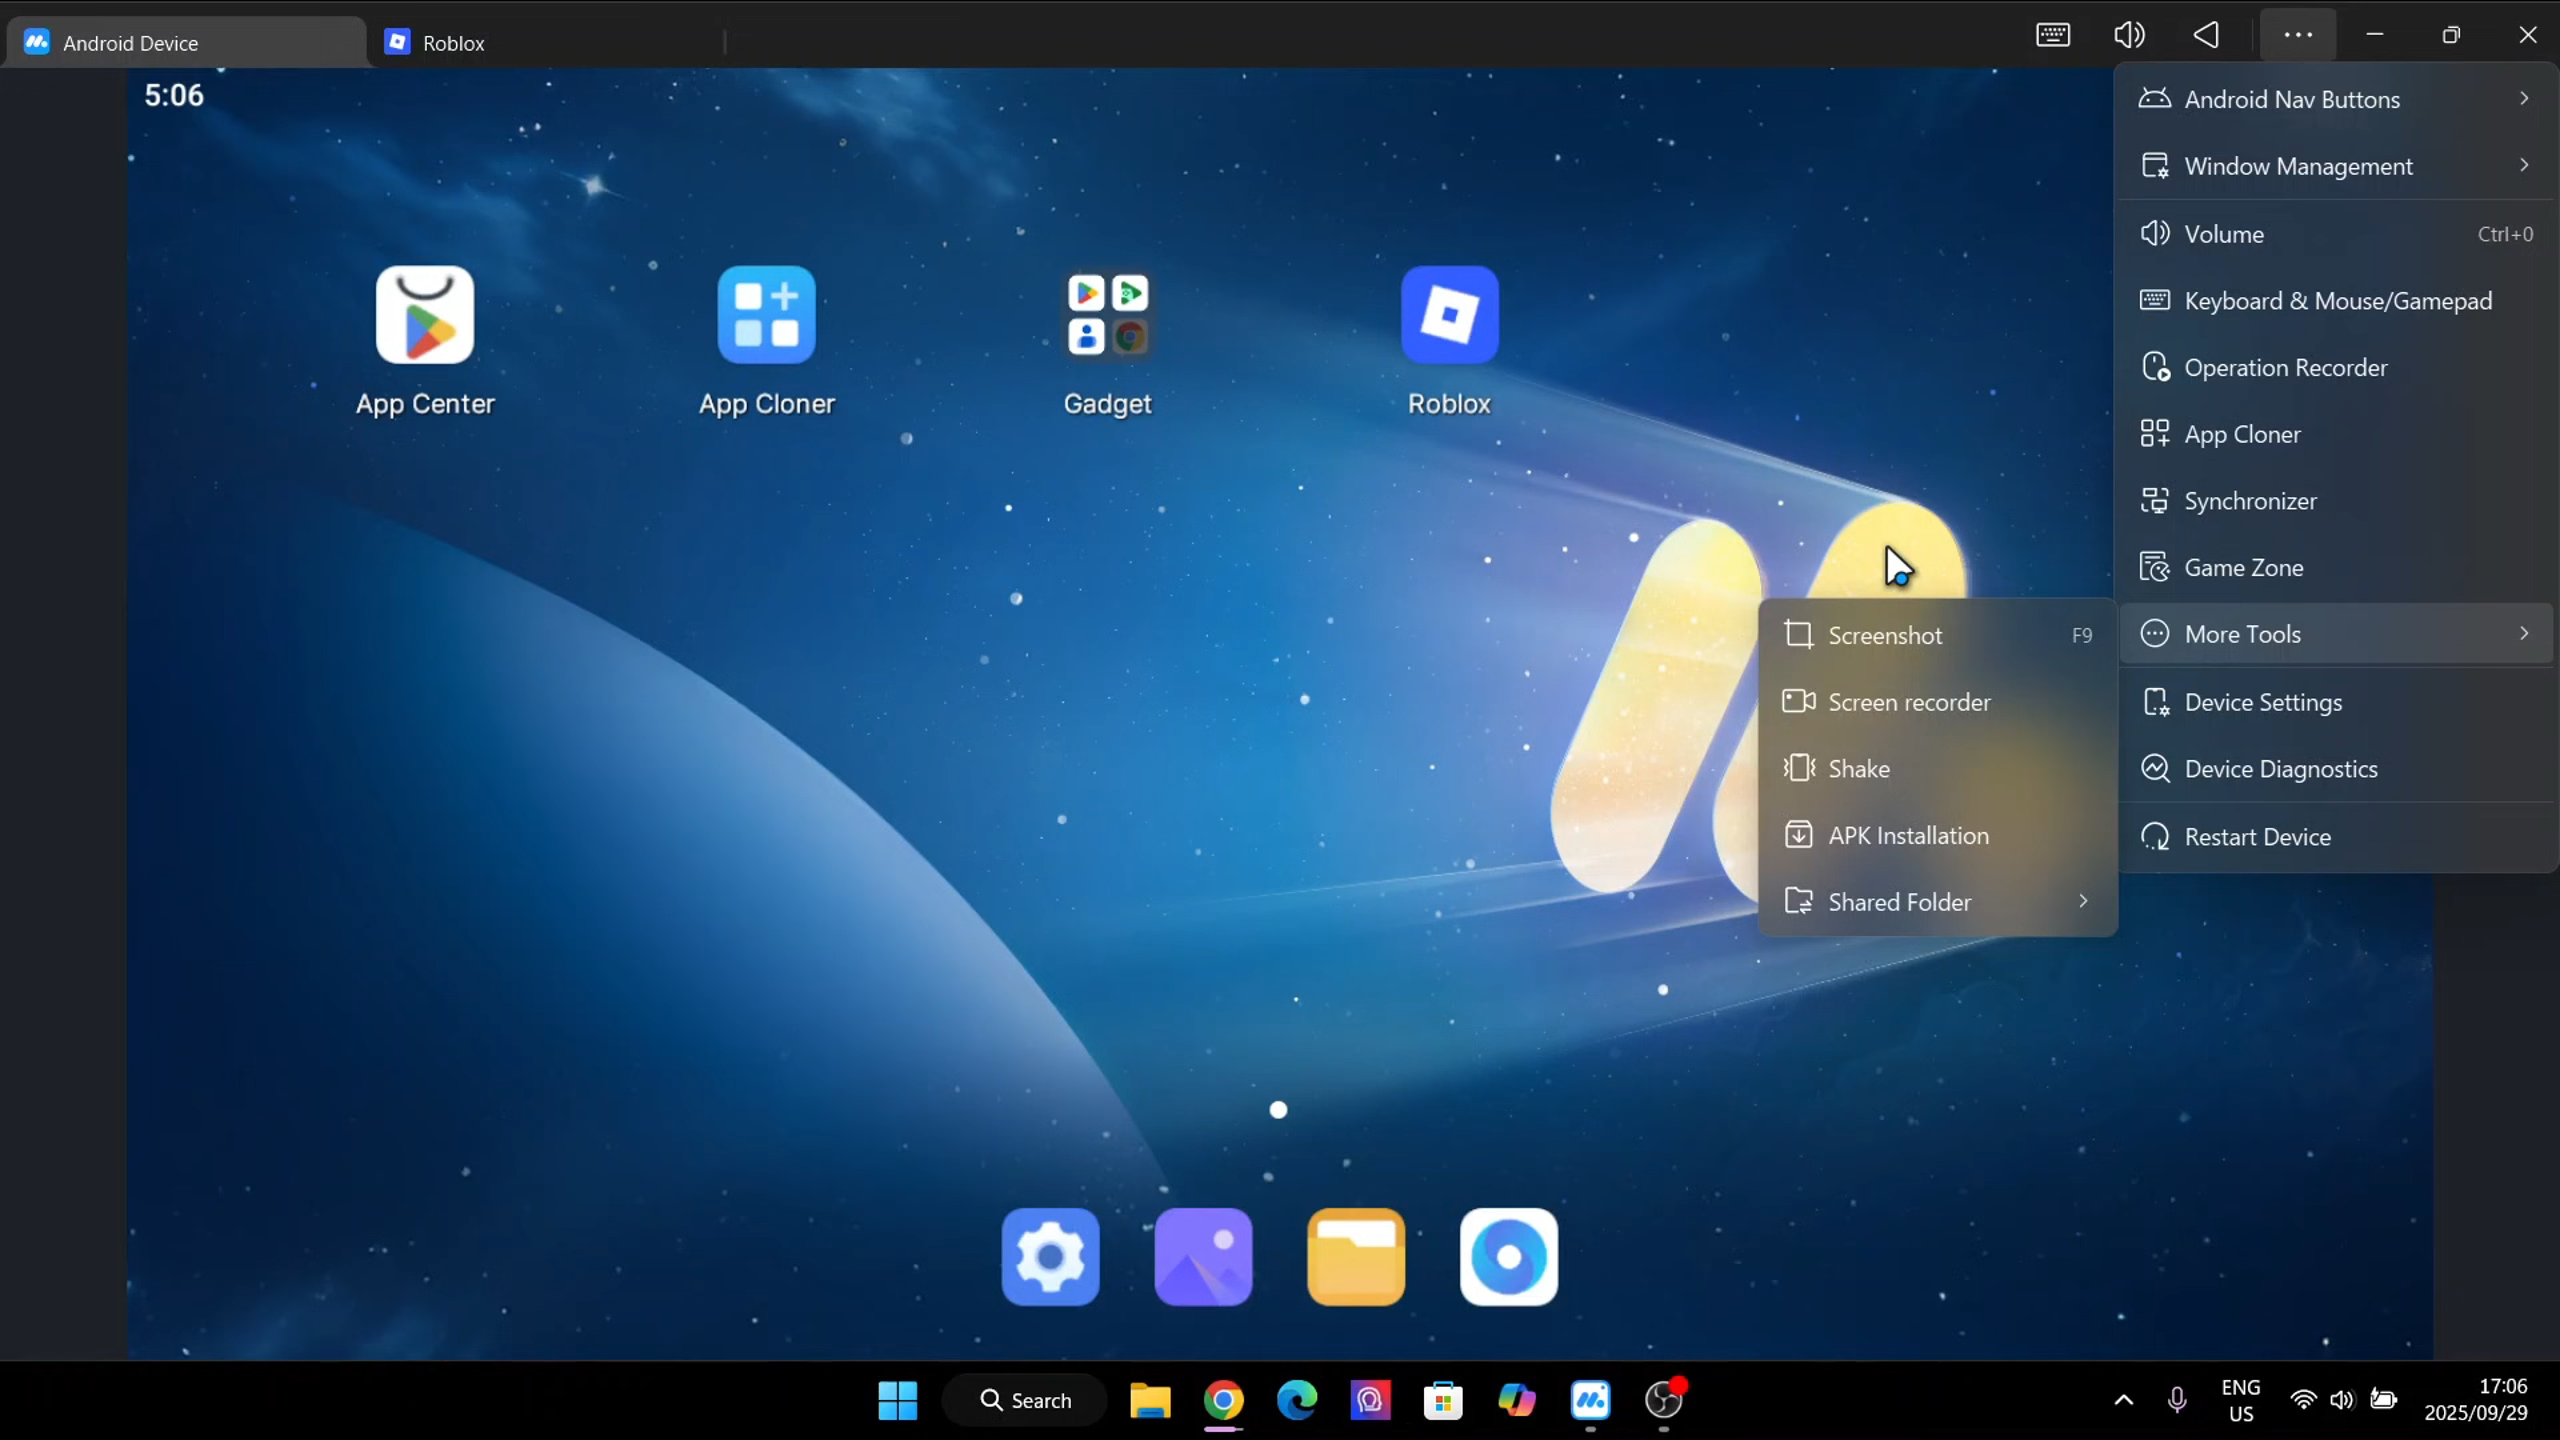 Android Device
Roblox
5:06
App Center
App Cloner
Gadget
Roblox
Android Nav Buttons
Window Management
Volume Ctrl+0
Keyboard & Mouse/Gamepad
Operation Recorder
App Cloner
Synchronizer
Game Zone
More Tools
Device Settings
Device Diagnostics
Restart Device
Screenshot F9
Screen recorder
Shake
APK Installation
Shared Folder
Search
ENG
US
17:06
2025/09/29